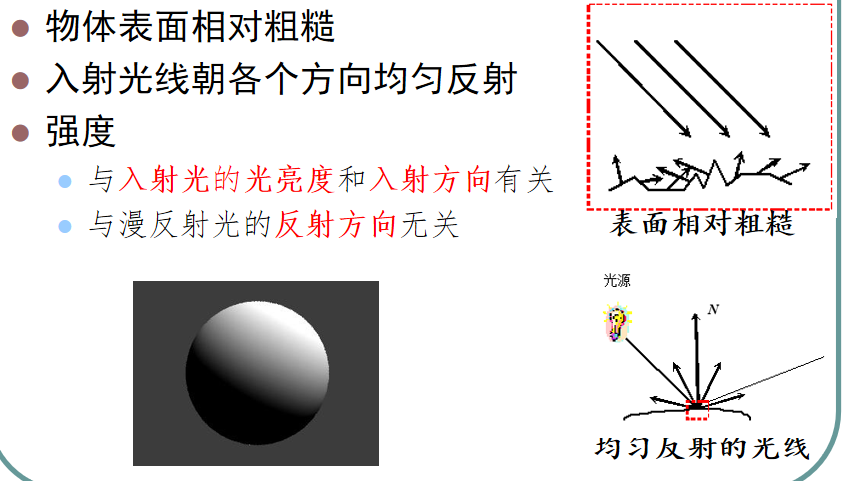 物体表面相对粗糙
入射光线朝各个方向均匀反射
强度
与入射光的光亮度和入射方向有关
与漫反射光的反射方向无关
表面相对粗糙
光源
N
均匀反射的光线